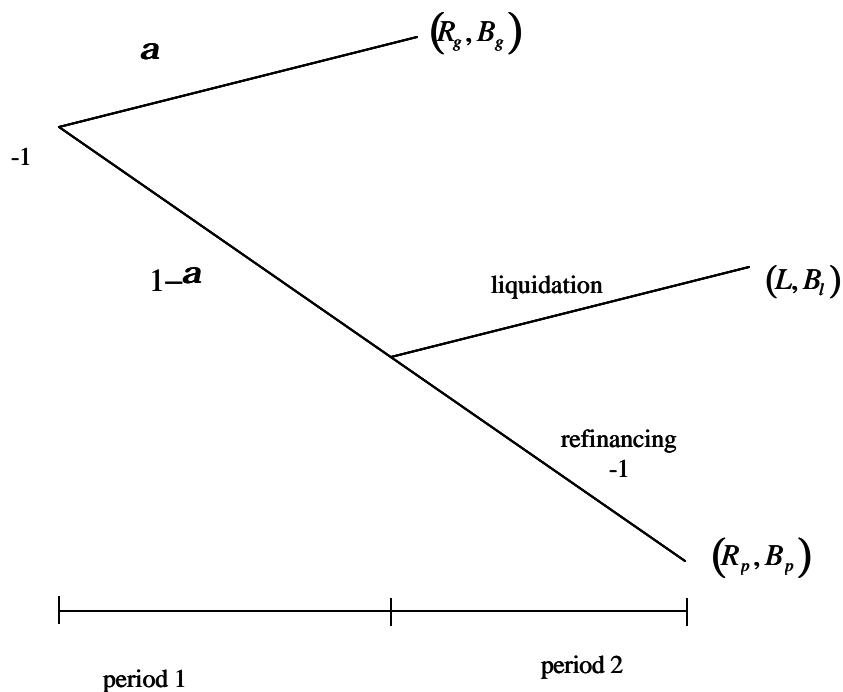 a
(R_g, B_g)
-1
1–a
liquidation
(L, B_l)
refinancing
-1
(R_p, B_p)
period 1
period 2